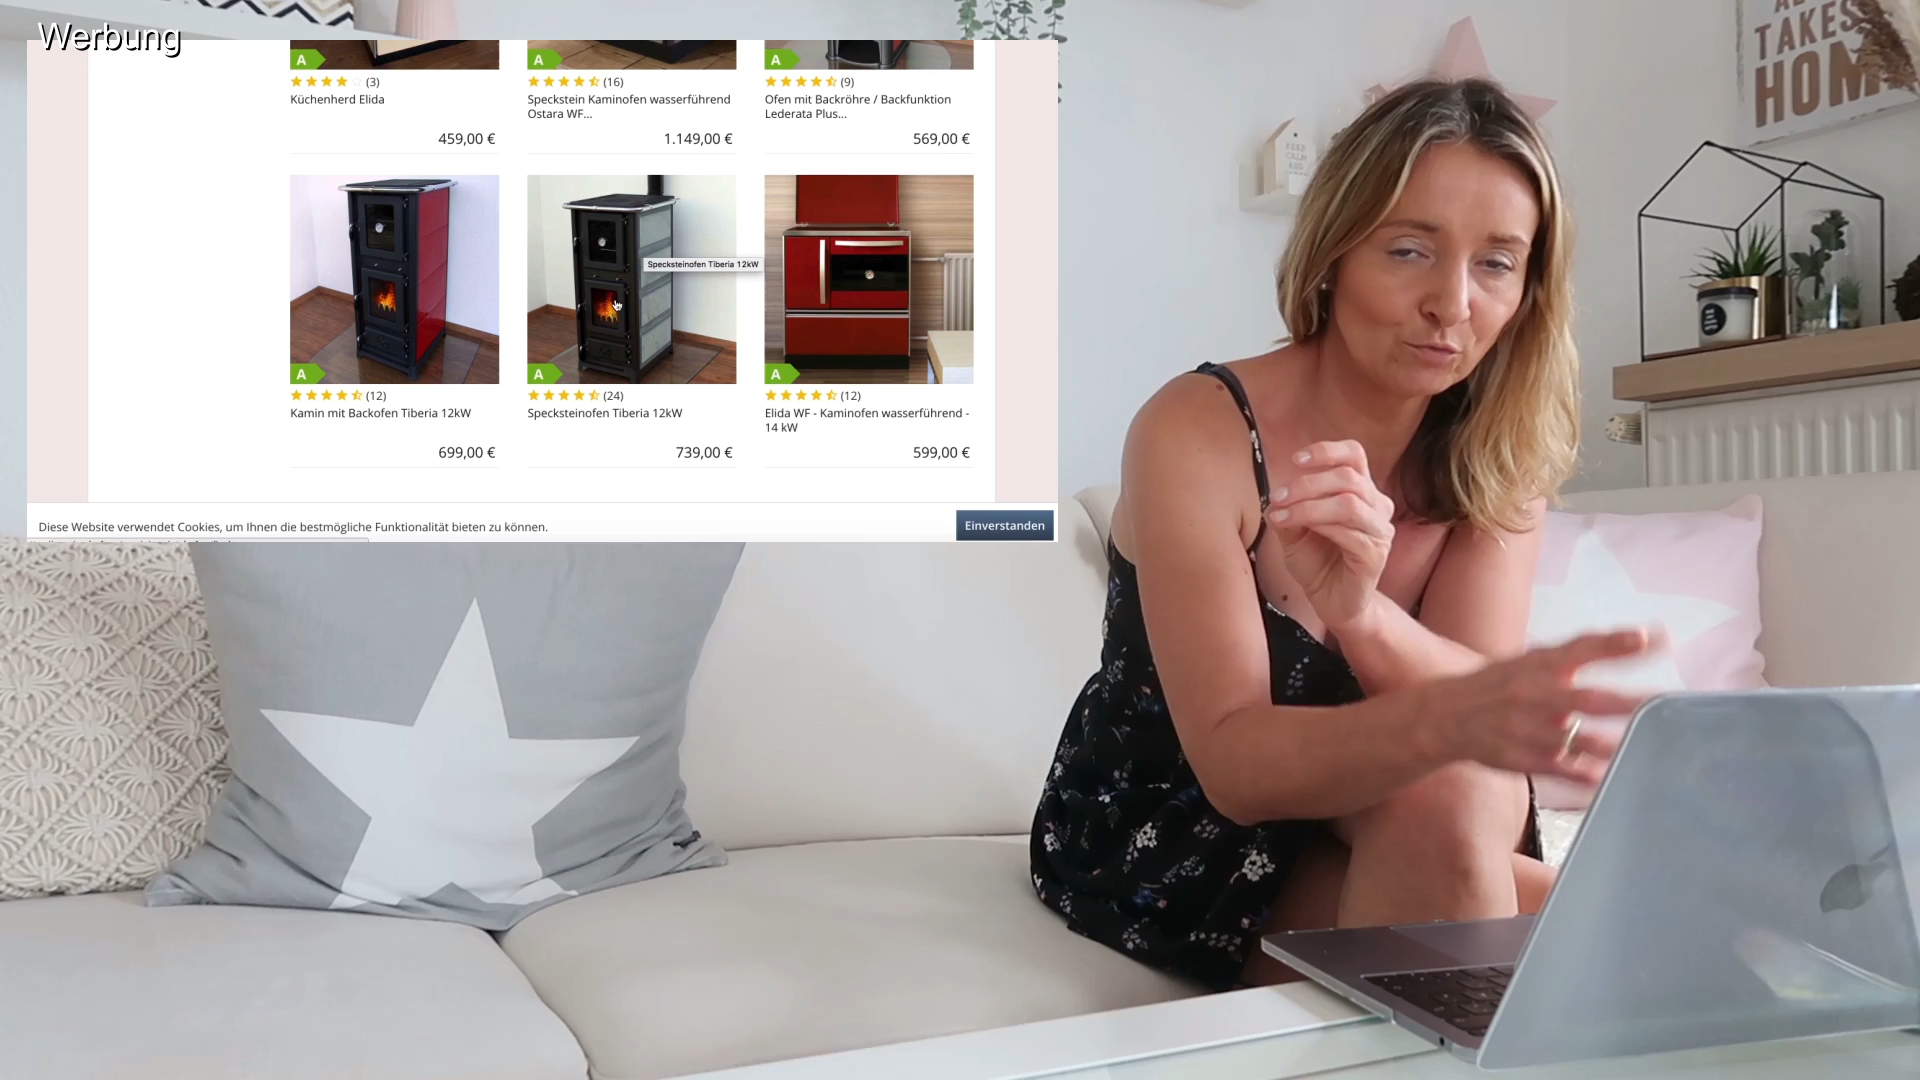 Werbung
A
A
A
(3)
(16)
(9)
Küchenherd Elida
Speckstein Kaminofen wasserführend
Ostara WF...
Ofen mit Backröhre / Backfunktion
Lederata Plus...
459,00 €
1.149,00 €
569,00 €
Specksteinofen Tiberia 12kW
A
A
A
(12)
(24)
(12)
Kamin mit Backofen Tiberia 12kW
Specksteinofen Tiberia 12kW
Elida WF - Kaminofen wasserführend -
14 kW
699,00 €
739,00 €
599,00 €
Diese Website verwendet Cookies, um Ihnen die bestmögliche Funktionalität bieten zu können.
Einverstanden
TAKES
HOM
KEEP
CALM
AND